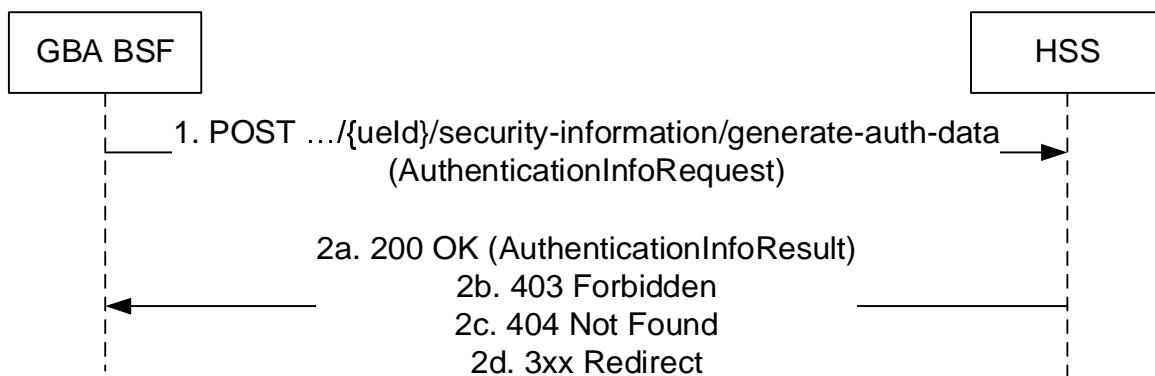 GBA BSF
HSS
1. POST …/{ueId}/security-information/generate-auth-data
(AuthenticationInfoRequest)
2a. 200 OK (AuthenticationInfoResult)
2b. 403 Forbidden
2c. 404 Not Found
2d. 3xx Redirect